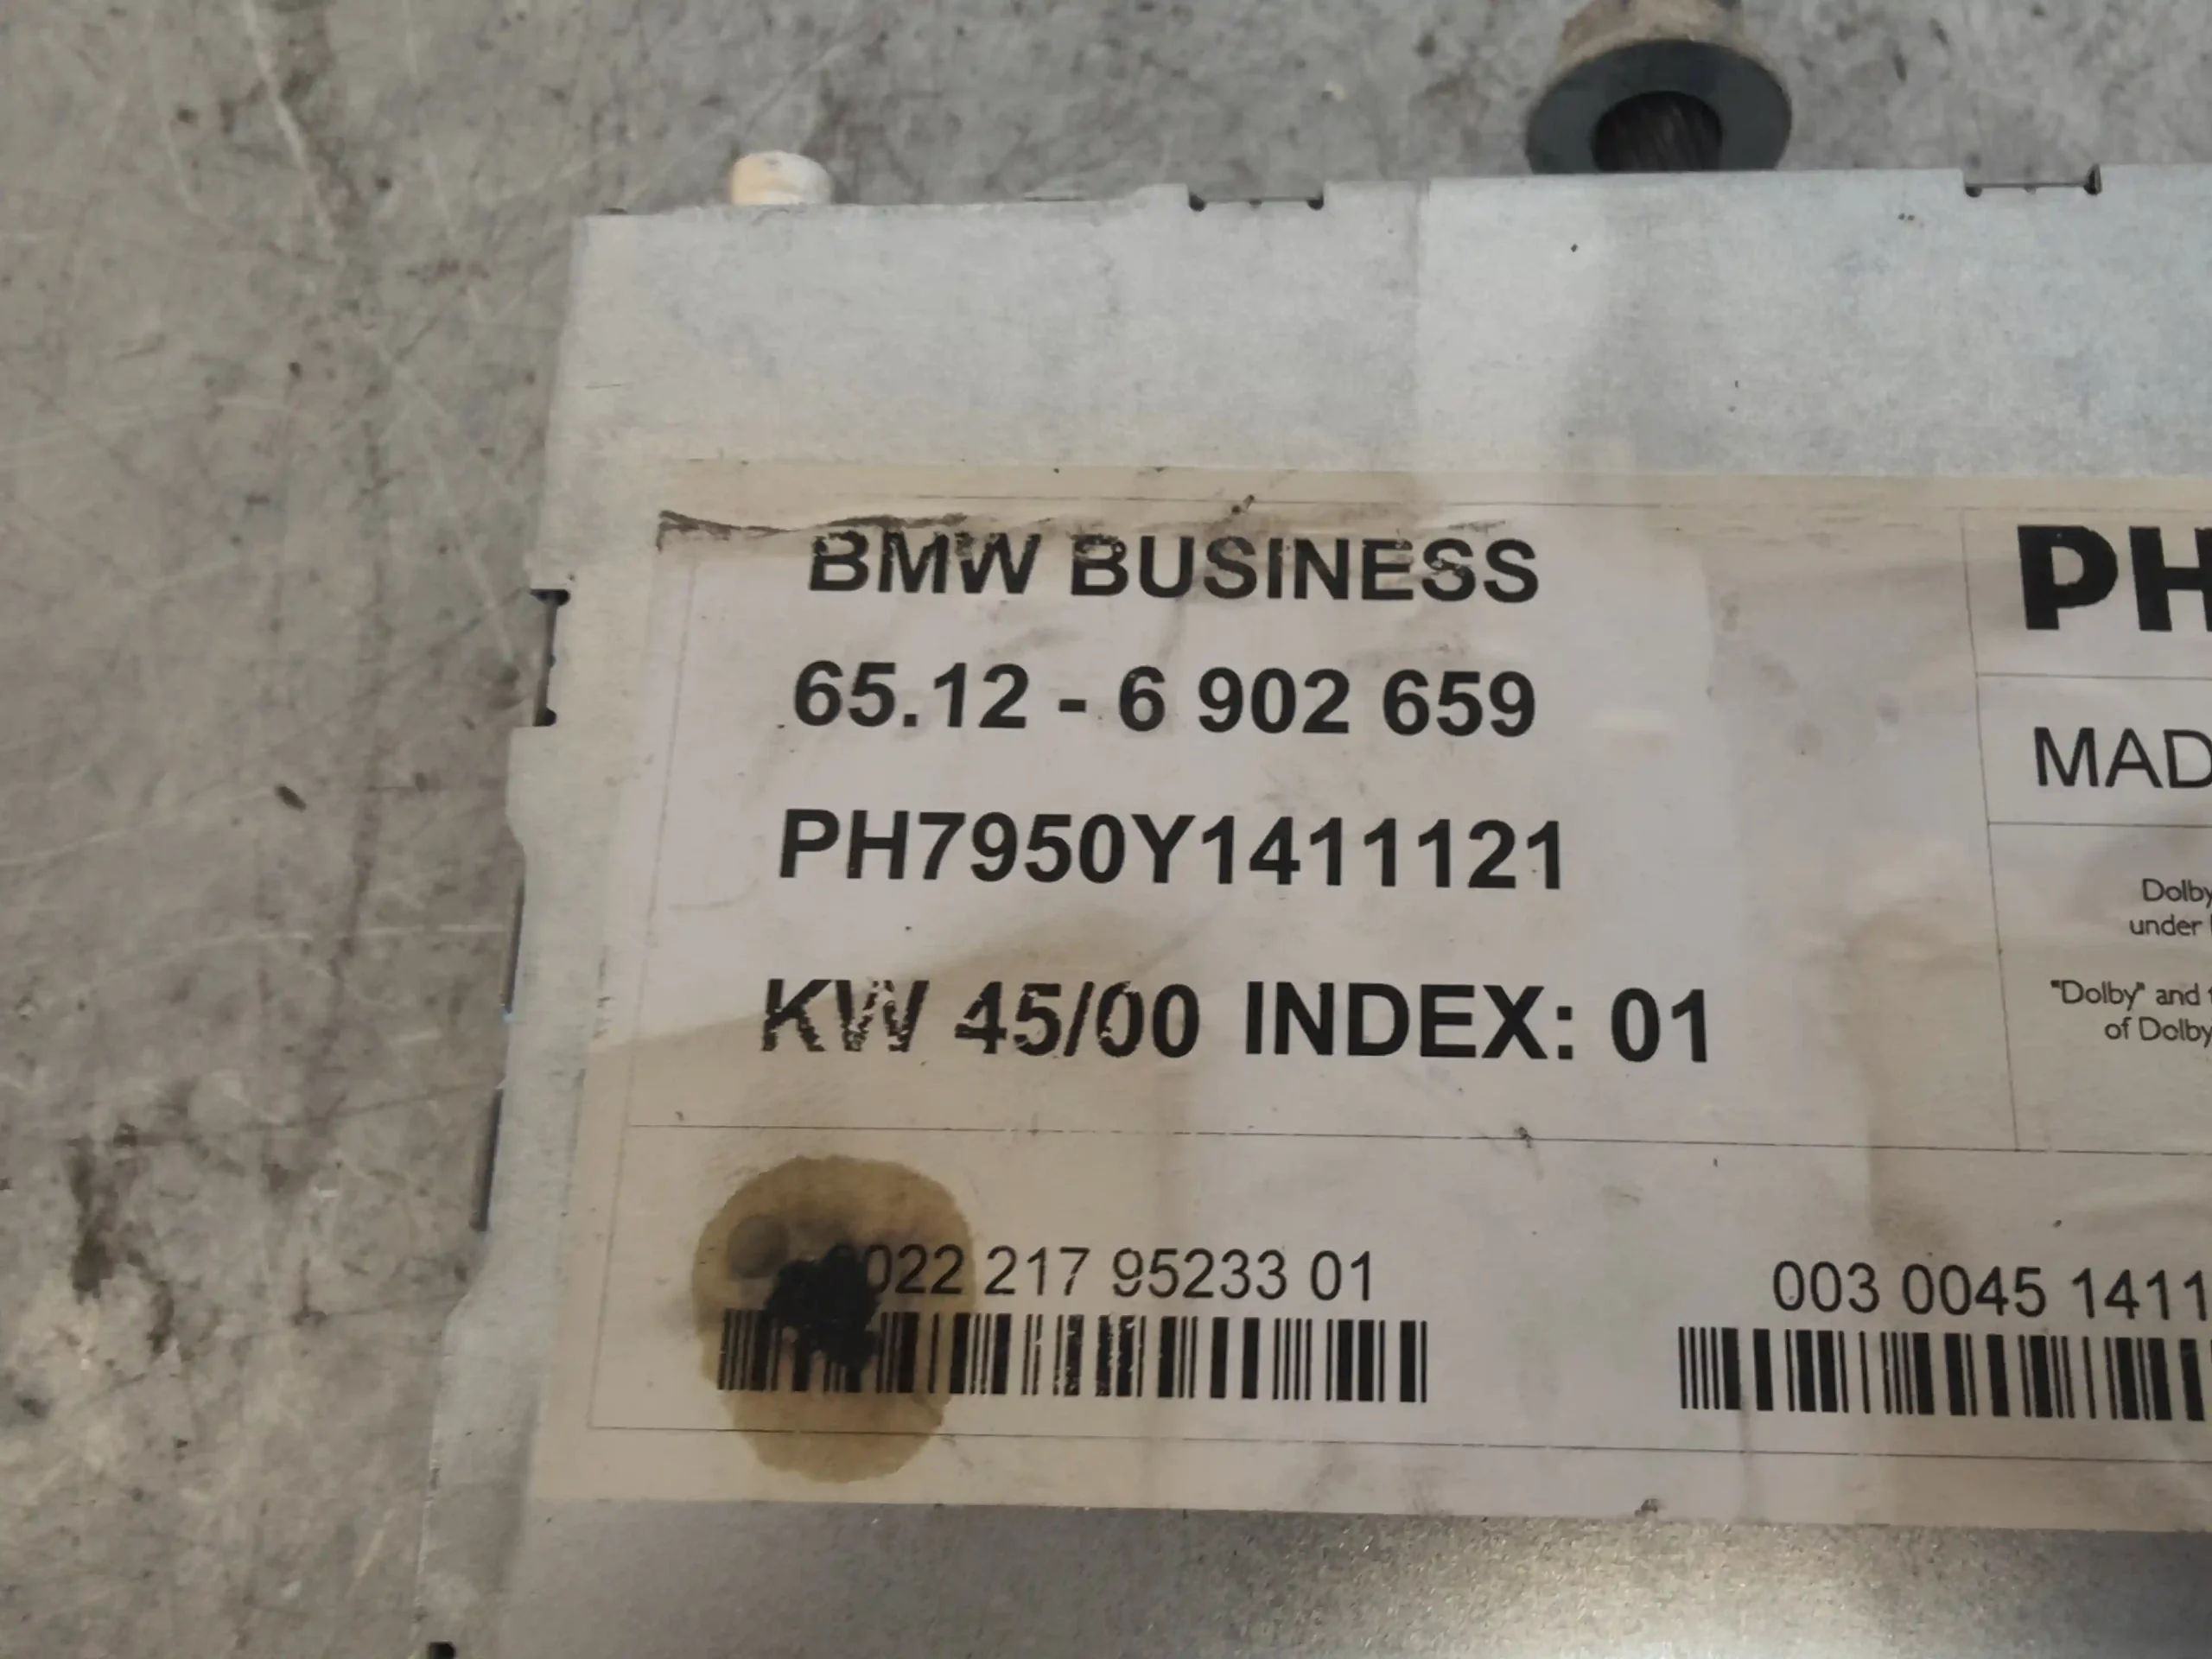 BMW BUSINESS
65.12 - 6 902 659
PH7950Y1411121
KW 45/00 INDEX: 01
022 217 95233 01
003 0045 1411
PH
MAD
Dolby
under
"Dolby" and
of Dolby